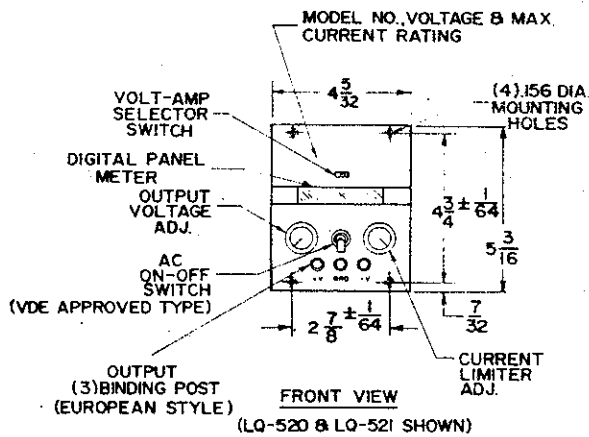 MODEL NO., VOLTAGE & MAX.
CURRENT RATING
4 5/32
VOLT-AMP
SELECTOR
SWITCH
(4).156 DIA.
MOUNTING
HOLES
DIGITAL PANEL
METER
OUTPUT
VOLTAGE
ADJ.
4 3/4 ± 1/64
5 3/16
AC
ON-OFF
SWITCH
(VDE APPROVED TYPE)
2 7/8 ± 1/64
7/32
OUTPUT
(3) BINDING POST
(EUROPEAN STYLE)
CURRENT
LIMITER
ADJ.
FRONT VIEW
(LQ-520 & LQ-521 SHOWN)